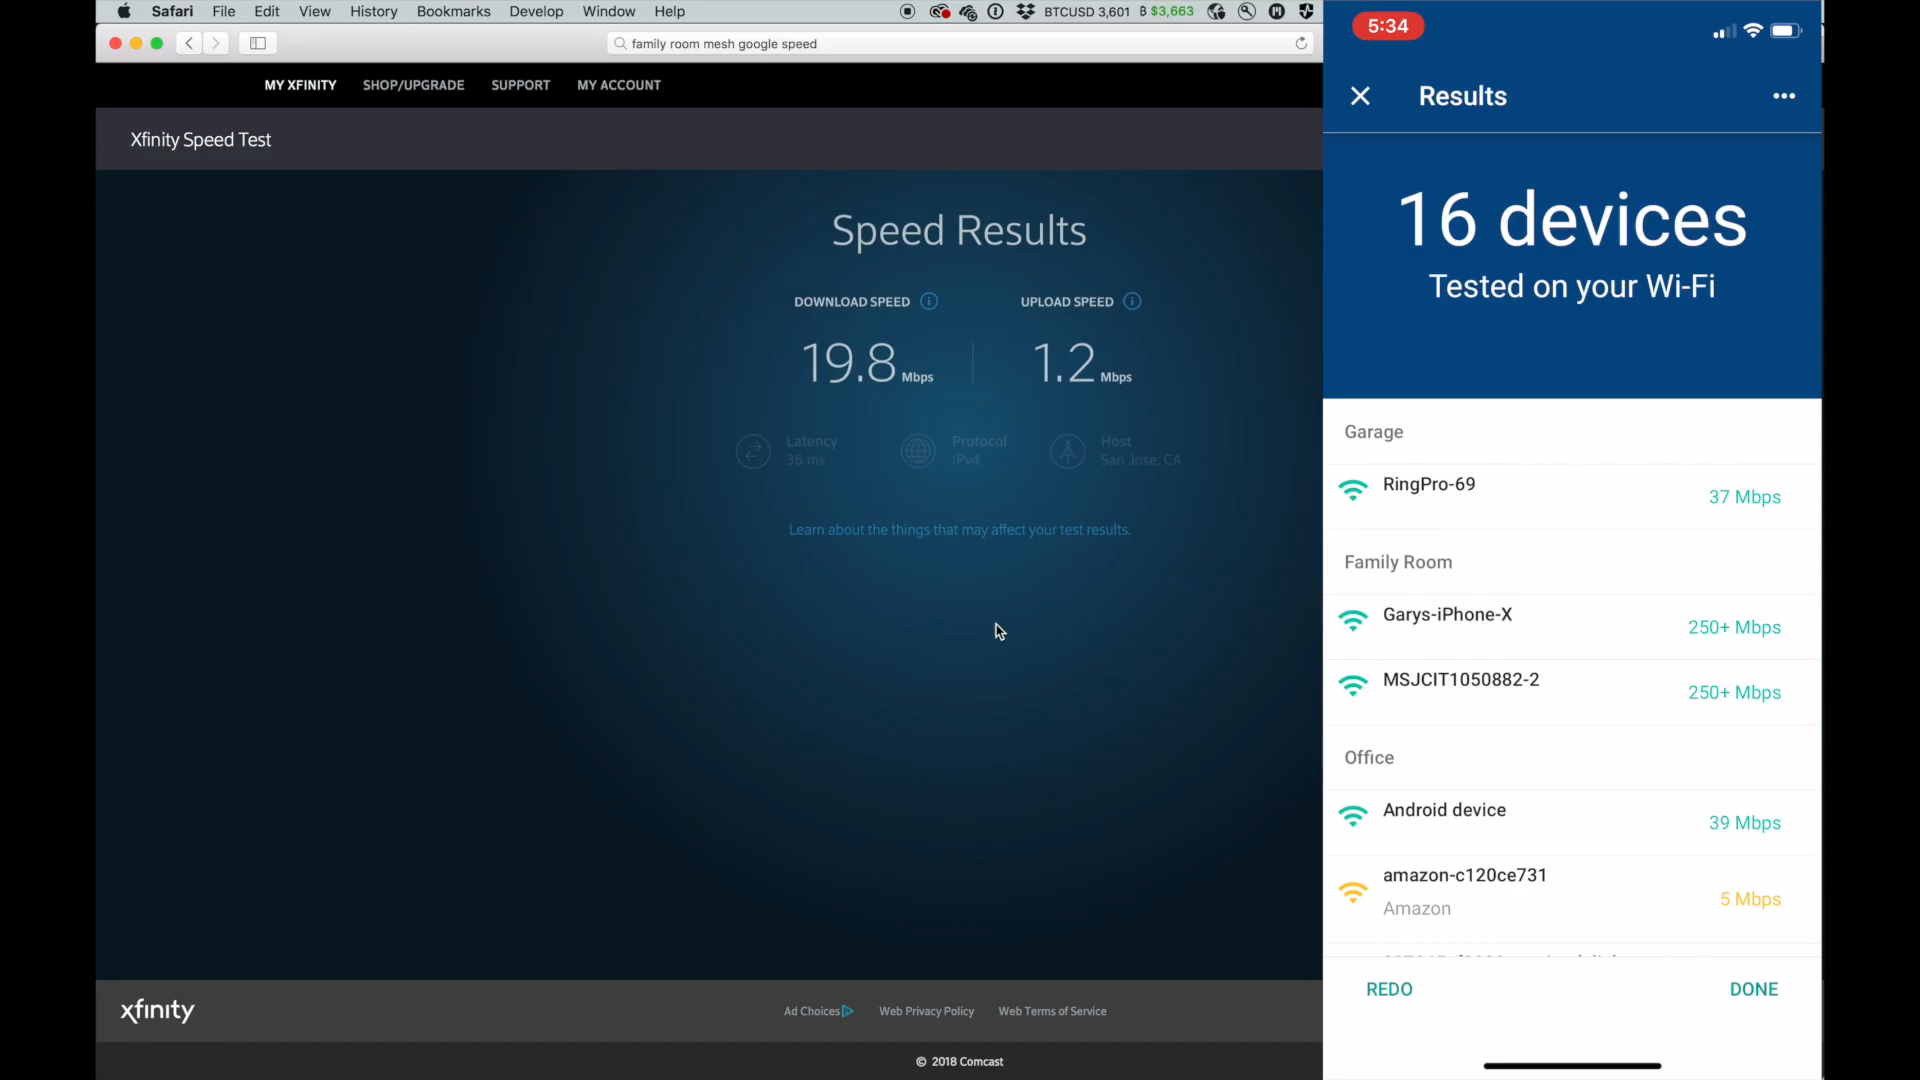 Safari File Edit View History Bookmarks Develop Window Help BTCUSD 3,601 ₿ $3,663
family room mesh google speed
MY XFINITY SHOP/UPGRADE SUPPORT MY ACCOUNT
Xfinity Speed Test
Speed Results
DOWNLOAD SPEED UPLOAD SPEED
19.8 Mbps 1.2 Mbps
Latency Protocol Host
36 ms IPv4 San Jose, CA
Learn about the things that may affect your test results.
xfinity Ad Choices Web Privacy Policy Web Terms of Service
© 2018 Comcast
5:34
Results
16 devices
Tested on your Wi-Fi
Garage
RingPro-69
37 Mbps
Family Room
Garys-iPhone-X
250+ Mbps
MSJCIT1050882-2
250+ Mbps
Office
Android device
39 Mbps
amazon-c120ce731
Amazon
5 Mbps
REDO DONE